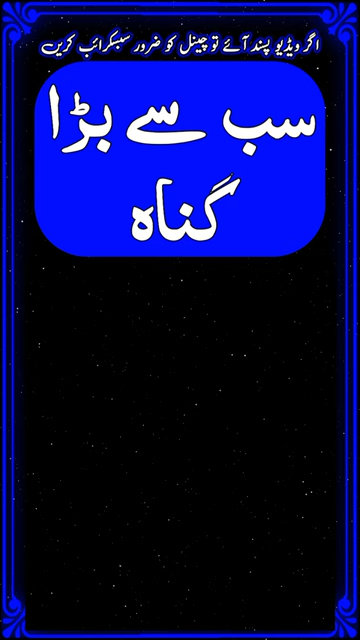 اگر ویڈیو پسند آئے تو چینل کو ضرور سبسکرائب کریں
سب سے بڑا
گناہ